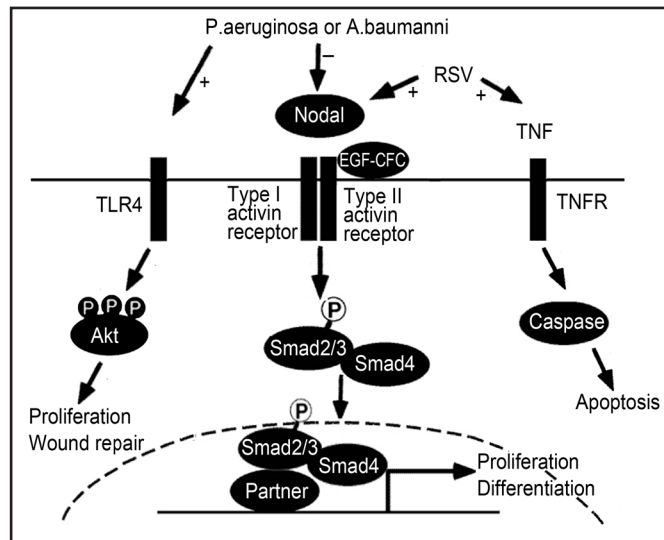 P.aeruginosa or A.baumanni
+
–
RSV
+
+
Nodal
TNF
EGF-CFC
TLR4
Type I
activin
receptor
Type II
activin
receptor
TNFR
P P P
Akt
P
Smad2/3
Smad4
Caspase
Proliferation
Wound repair
Apoptosis
P
Smad2/3
Smad4
Partner
Proliferation
Differentiation